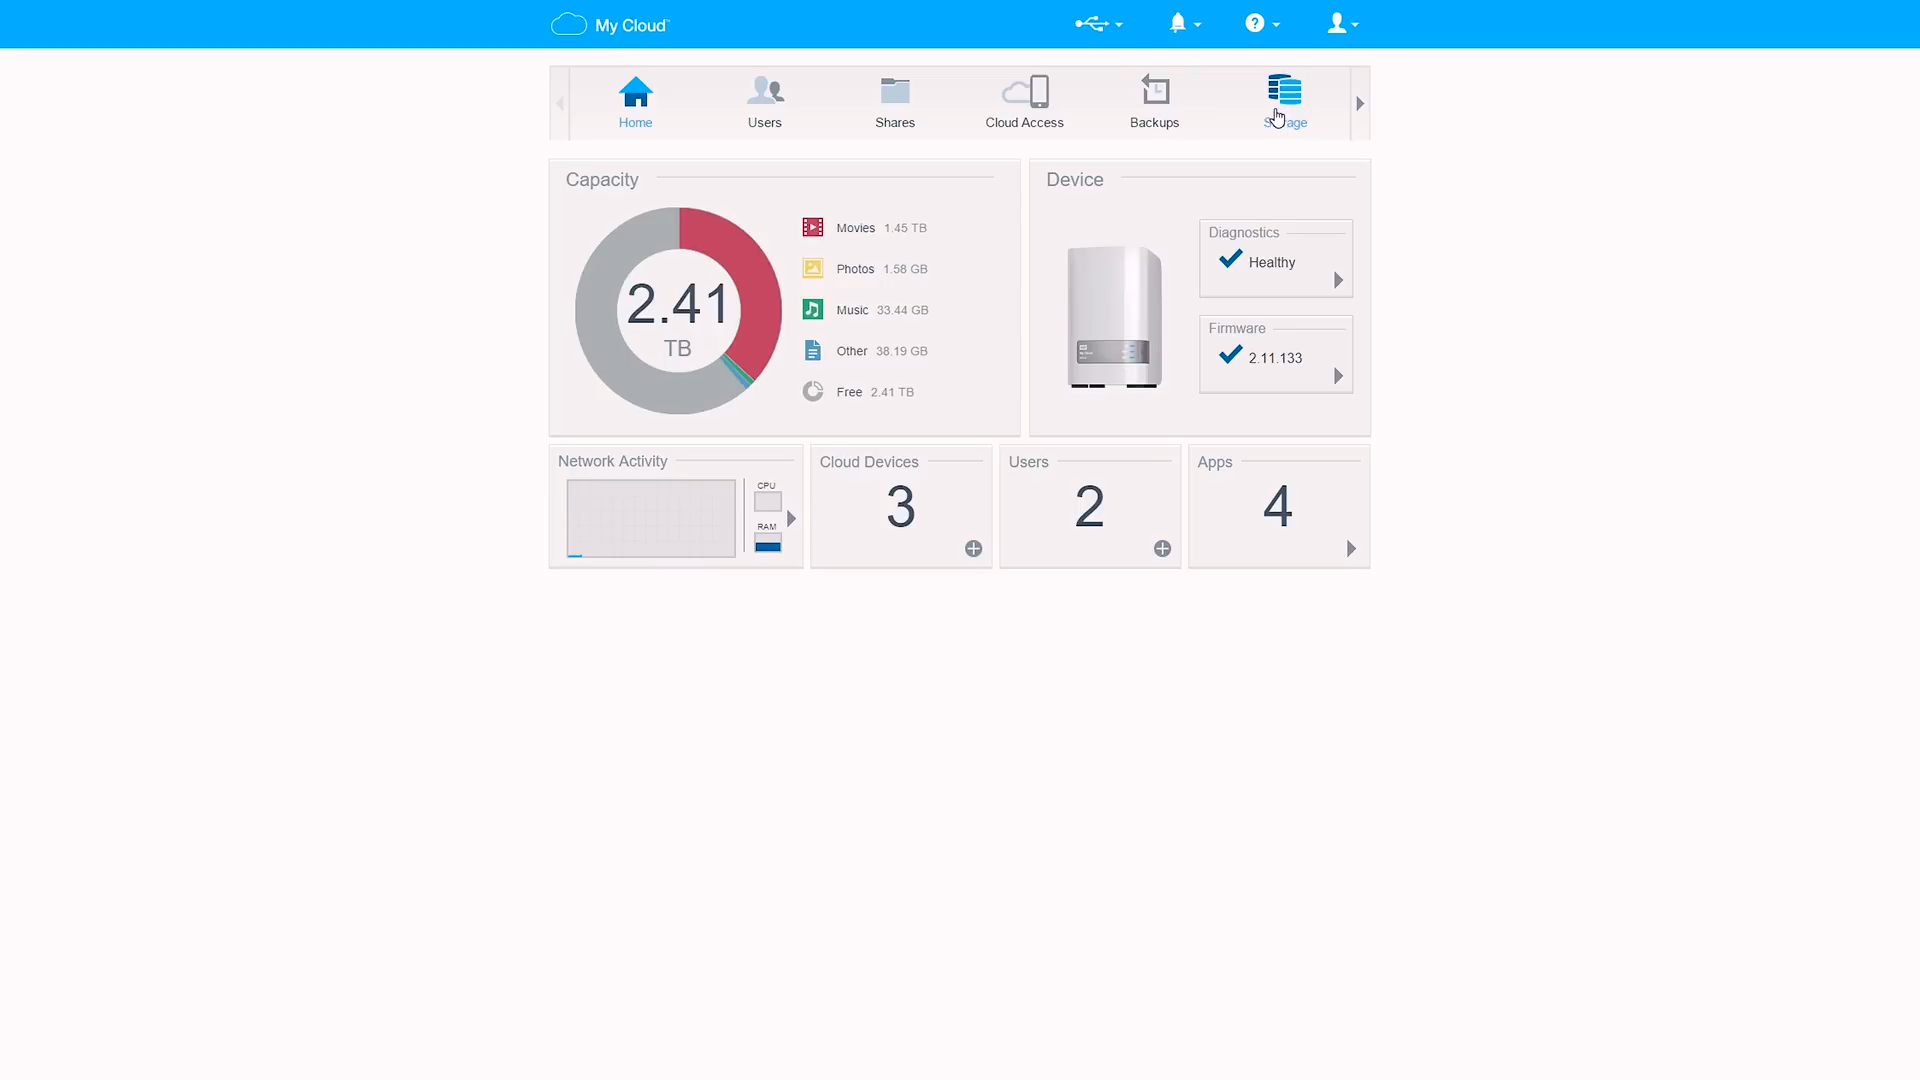 My Cloud™
Home
Users
Shares
Cloud Access
Backups
Capacity
Device
2.41
TB
Movies 1.45 TB
Photos 1.58 GB
Music 33.44 GB
Other 38.19 GB
Free 2.41 TB
Diagnostics
Healthy
Firmware
2.11.133
Network Activity
CPU
RAM
Cloud Devices
3
Users
2
Apps
4